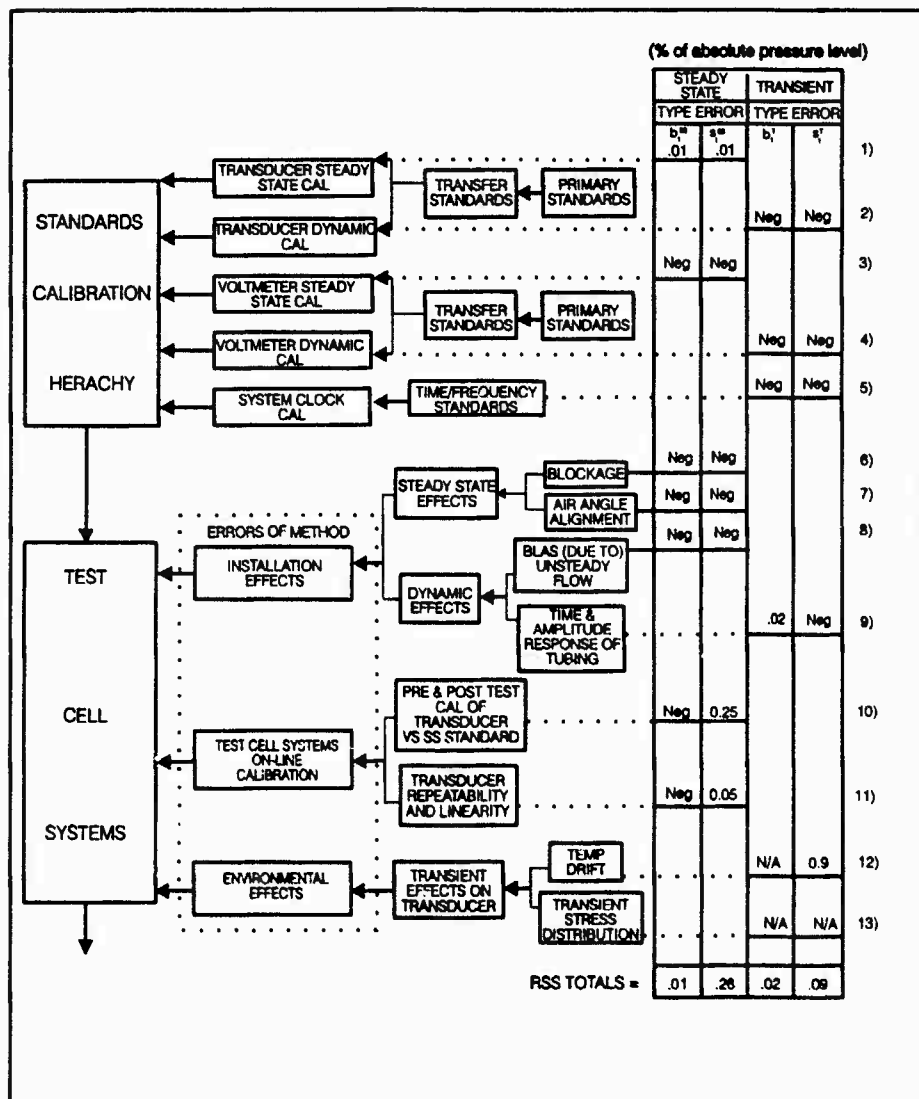 (% of absolute pressure level)
STEADY STATE TRANSIENT
TYPE ERROR TYPE ERROR
b_i^ss s_i^ss b_i^T s_i^T
.01 .01 1)
TRANSDUCER STEADY
STATE CAL
TRANSFER
STANDARDS
PRIMARY
STANDARDS
STANDARDS
TRANSDUCER DYNAMIC
CAL
Neg Neg 2)
Neg Neg 3)
CALIBRATION
VOLTMETER STEADY
STATE CAL
TRANSFER
STANDARDS
PRIMARY
STANDARDS
VOLTMETER DYNAMIC
CAL
Neg Neg 4)
HERACHY
SYSTEM CLOCK
CAL
TIME/FREQUENCY
STANDARDS
Neg Neg 5)
STEADY STATE
EFFECTS
BLOCKAGE
Neg Neg 6)
AIR ANGLE
ALIGNMENT
Neg Neg 7)
ERRORS OF METHOD
TEST
INSTALLATION
EFFECTS
DYNAMIC
EFFECTS
BLAS (DUE TO)
UNSTEADY
FLOW
Neg Neg 8)
TIME &
AMPLITUDE
RESPONSE OF
TUBING
.02 Neg 9)
PRE & POST TEST
CAL OF
TRANSDUCER
VS SS STANDARD
Neg 0.25 10)
CELL
TEST CELL SYSTEMS
ON-LINE
CALIBRATION
TRANSDUCER
REPEATABILITY
AND LINEARITY
Neg 0.05 11)
SYSTEMS
ENVIRONMENTAL
EFFECTS
TRANSIENT
EFFECTS ON
TRANSDUCER
TEMP
DRIFT
N/A 0.9 12)
TRANSIENT
STRESS
DISTRIBUTION
N/A N/A 13)
RSS TOTALS = .01 .26 .02 .09